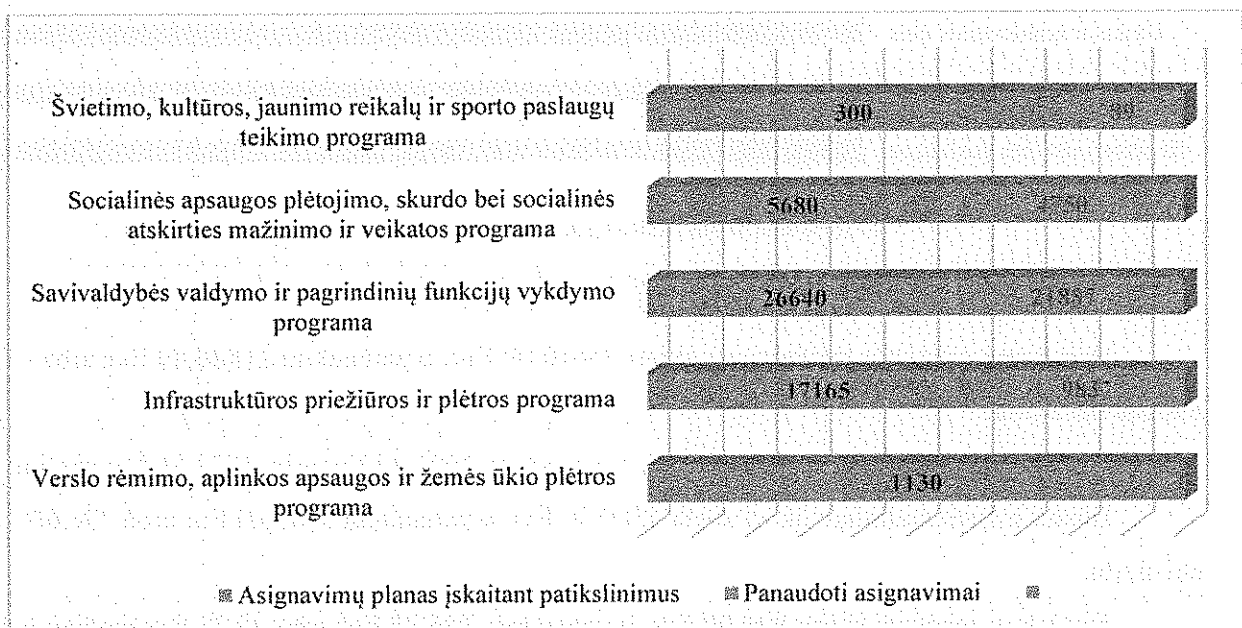 Švietimo, kultūros, jaunimo reikalų ir sporto paslaugų
teikimo programa
300
Socialinės apsaugos plėtojimo, skurdo bei socialinės
atskirties mažinimo ir veikatos programa
5680
Savivaldybės valdymo ir pagrindinių funkcijų vykdymo
programa
26640
Infrastruktūros priežiūros ir plėtros programa
17165
Verslo rėmimo, aplinkos apsaugos ir žemės ūkio plėtros
programa
1130
Asignavimų planas įskaitant patikslinimus Panaudoti asignavimai